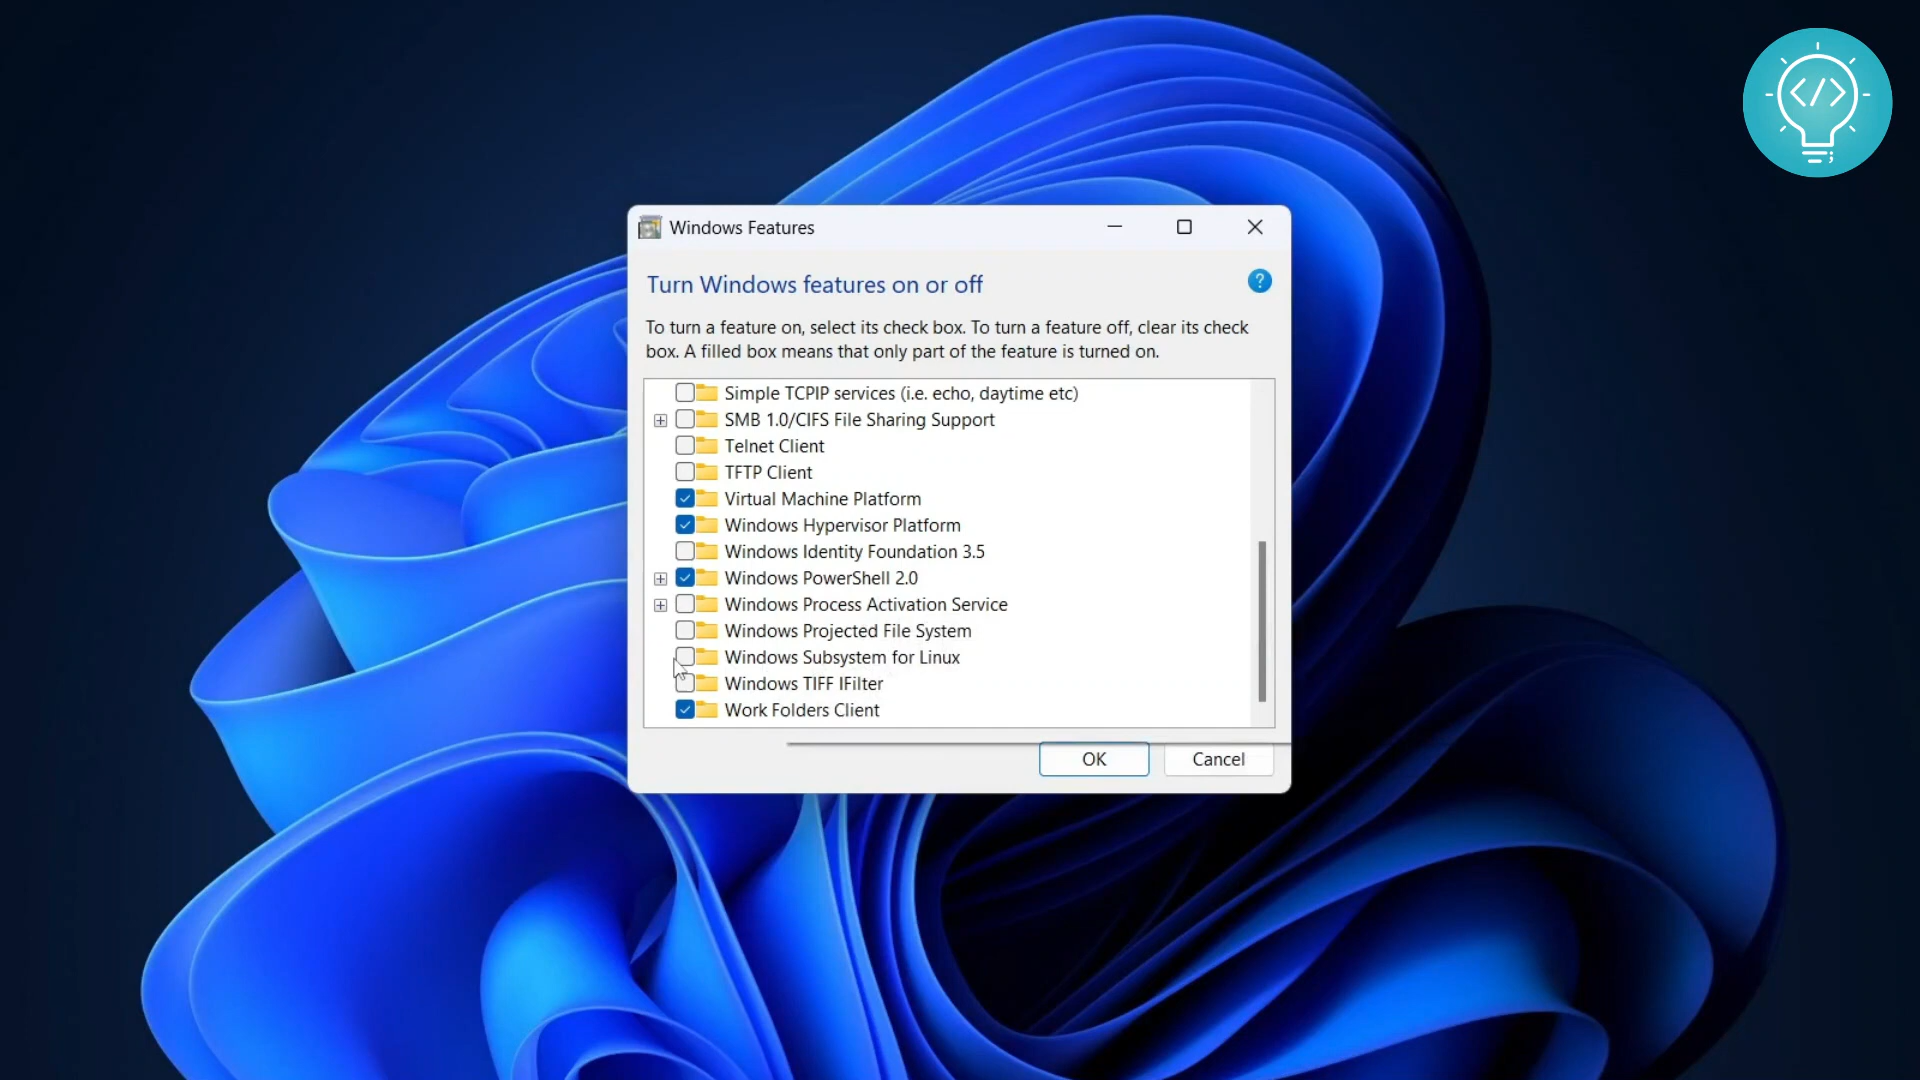 Windows Features
Turn Windows features on or off
?
To turn a feature on, select its check box. To turn a feature off, clear its check
box. A filled box means that only part of the feature is turned on.
Simple TCPIP services (i.e. echo, daytime etc)
SMB 1.0/CIFS File Sharing Support
Telnet Client
TFTP Client
Virtual Machine Platform
Windows Hypervisor Platform
Windows Identity Foundation 3.5
Windows PowerShell 2.0
Windows Process Activation Service
Windows Projected File System
Windows Subsystem for Linux
Windows TIFF IFilter
Work Folders Client
OK
Cancel